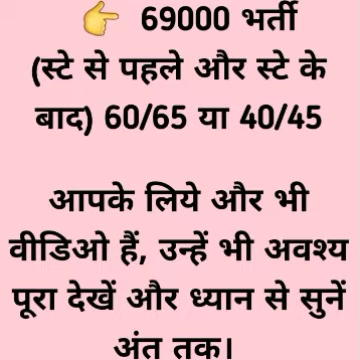 👉 69000 भर्ती
(स्टे से पहले और स्टे के
बाद) 60/65 या 40/45
आपके लिये और भी
वीडिओ हैं, उन्हें भी अवश्य
पूरा देखें और ध्यान से सुनें
अंत तक।